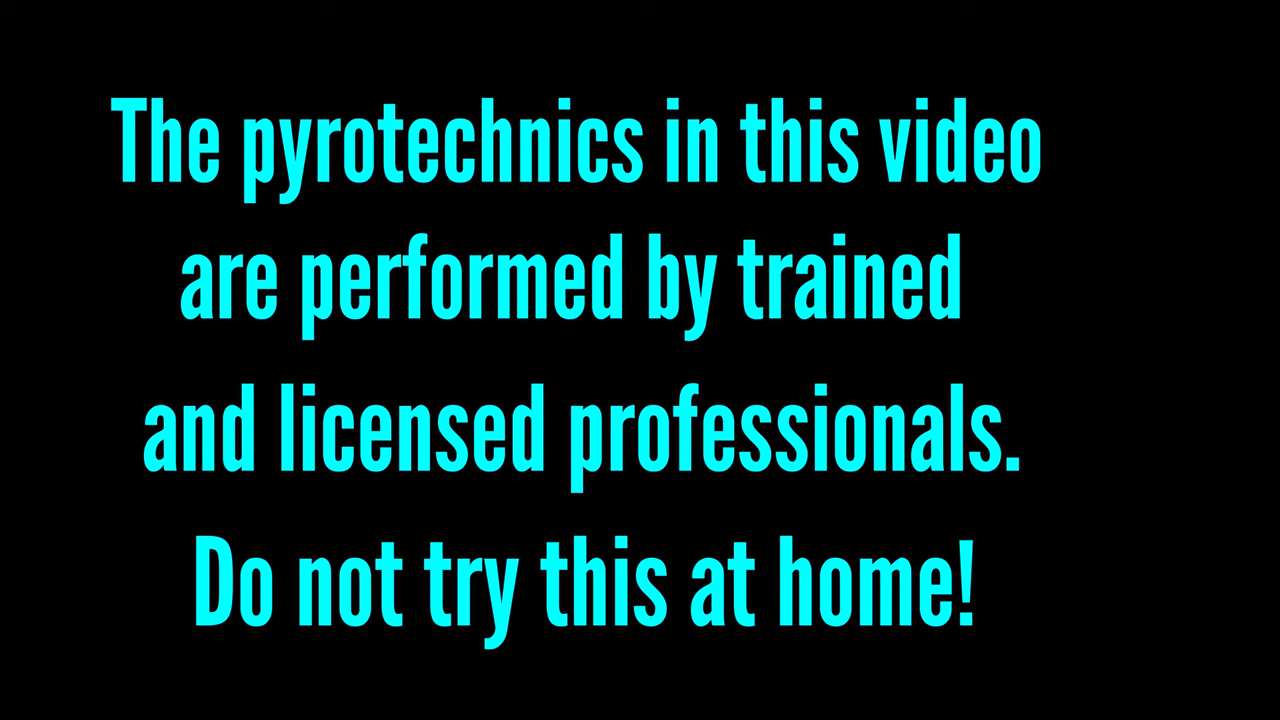 The pyrotechnics in this video
are performed by trained
and licensed professionals.
Do not try this at home!